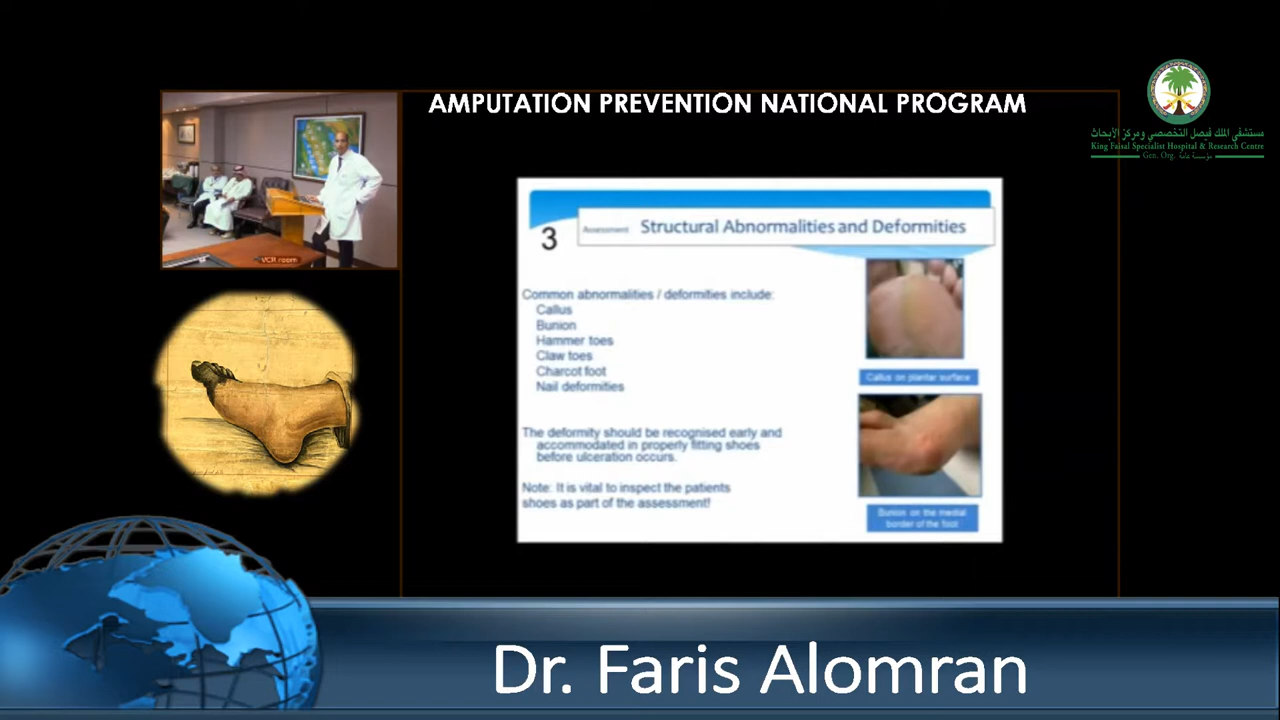 AMPUTATION PREVENTION NATIONAL PROGRAM
مستشفى الملك فيصل التخصصي ومركز الأبحاث
King Faisal Specialist Hospital & Research Centre
Gen. Org. مؤسسة عامة
VCR room
3
Assessment Structural Abnormalities and Deformities
Common abnormalities / deformities include:
Callus
Bunion
Hammer toes
Claw toes
Charcot foot
Nail deformities
Callus on plantar surface
The deformity should be recognised early and
accommodated in properly fitting shoes
before ulceration occurs.
Note: It is vital to inspect the patients
shoes as part of the assessment!
Bunion on the medial
border of the foot
Dr. Faris Alomran